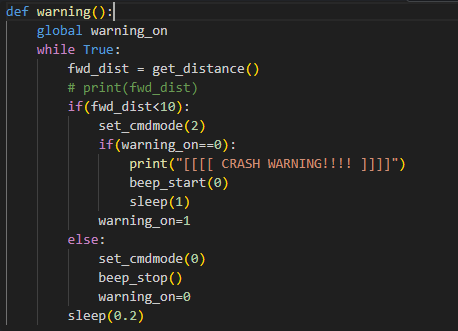 def warning():
    global warning_on
    while True:
        fwd_dist = get_distance()
        # print(fwd_dist)
        if(fwd_dist<10):
            set_cmdmode(2)
            if(warning_on==0):
                print("[[[[ CRASH WARNING!!!! ]]]]")
                beep_start(0)
                sleep(1)
            warning_on=1
        else:
            set_cmdmode(0)
            beep_stop()
            warning_on=0
        sleep(0.2)